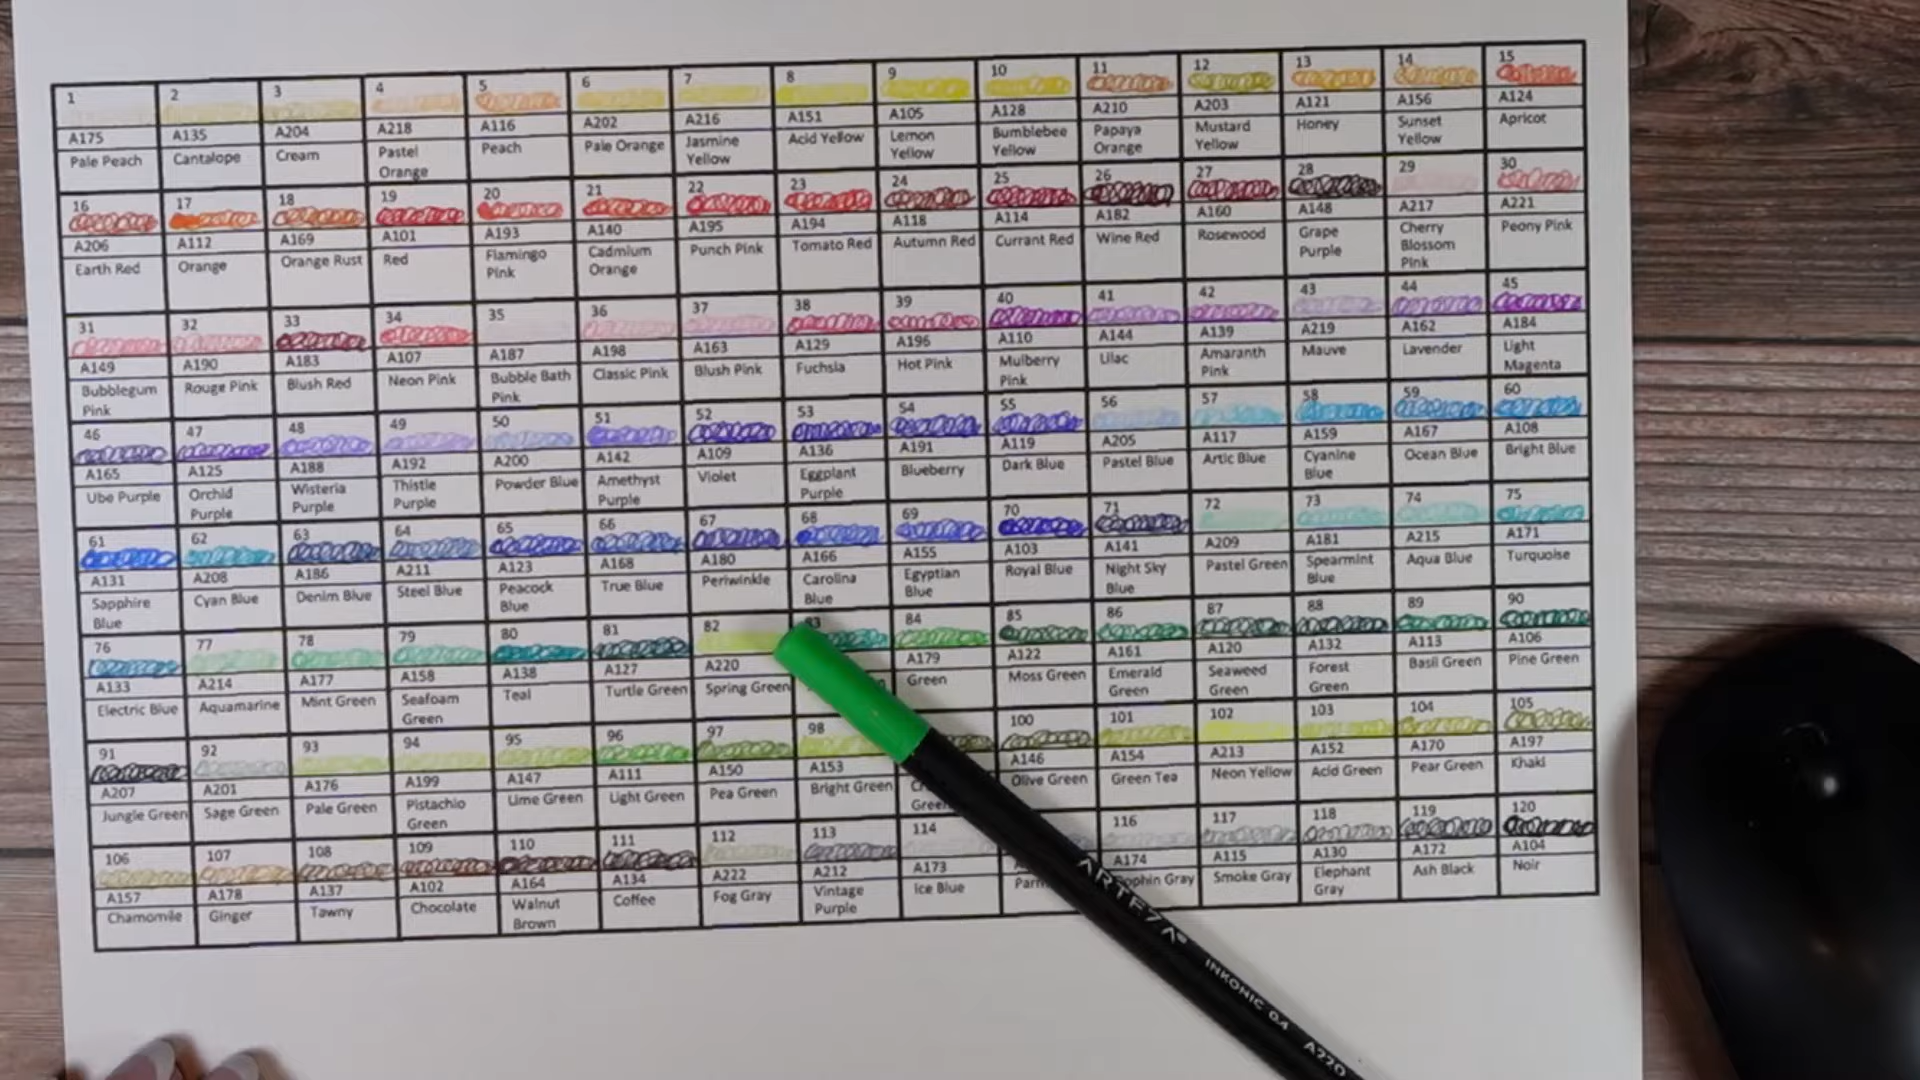 1 2 3 4 5 6 7 8 9 10 11 12 13 14 15
A175 A135 A204 A218 A116 A202 A216 A151 A105 A128 A210 A203 A121 A156 A124
Pale Peach Cantalope Cream Pastel Orange Peach Pale Orange Jasmine Yellow Acid Yellow Lemon Yellow Bumblebee Yellow Papaya Orange Mustard Yellow Honey Sunset Yellow Apricot
16 17 18 19 20 21 22 23 24 25 26 27 28 29 30
A206 A112 A169 A101 A193 A140 A195 A194 A118 A114 A182 A160 A148 A217 A221
Earth Red Orange Orange Rust Red Flamingo Pink Cadmium Orange Punch Pink Tomato Red Autumn Red Currant Red Wine Red Rosewood Grape Purple Cherry Blossom Pink Peony Pink
31 32 33 34 35 36 37 38 39 40 41 42 43 44 45
A149 A190 A183 A107 A187 A198 A163 A129 A196 A110 A144 A139 A219 A162 A184
Bubblegum Pink Rouge Pink Blush Red Neon Pink Bubble Bath Pink Classic Pink Blush Pink Fuchsia Hot Pink Mulberry Pink Lilac Amaranth Pink Mauve Lavender Light Magenta
46 47 48 49 50 51 52 53 54 55 56 57 58 59 60
A165 A125 A188 A192 A200 A142 A109 A136 A191 A119 A205 A117 A159 A167 A108
Ube Purple Orchid Purple Wisteria Purple Thistle Purple Powder Blue Amethyst Purple Violet Eggplant Purple Blueberry Dark Blue Pastel Blue Artic Blue Cyanine Blue Ocean Blue Bright Blue
61 62 63 64 65 66 67 68 69 70 71 72 73 74 75
A131 A208 A186 A211 A123 A168 A180 A166 A155 A103 A141 A209 A181 A215 A171
Sapphire Blue Cyan Blue Denim Blue Steel Blue Peacock Blue True Blue Periwinkle Carolina Blue Egyptian Blue Royal Blue Night Sky Blue Pastel Green Spearmint Blue Aqua Blue Turquoise
76 77 78 79 80 81 82 83 84 85 86 87 88 89 90
A133 A214 A177 A158 A138 A127 A220 A179 A122 A161 A120 A132 A113 A106
Electric Blue Aquamarine Mint Green Seafoam Green Teal Turtle Green Spring Green Green Moss Green Emerald Green Seaweed Green Forest Green Basil Green Pine Green
91 92 93 94 95 96 97 98 100 101 102 103 104 105
A207 A201 A176 A199 A147 A111 A150 A153 A146 A154 A213 A152 A170 A197
Jungle Green Sage Green Pale Green Pistachio Green Lime Green Light Green Pea Green Bright Green Green Olive Green Green Tea Neon Yellow Acid Green Pear Green Khaki
106 107 108 109 110 111 112 113 114 116 117 118 119 120
A157 A178 A137 A102 A164 A134 A222 A212 A173 A174 A115 A130 A172 A104
Chamomile Ginger Tawny Chocolate Walnut Brown Coffee Fog Gray Vintage Purple Ice Blue Gray Smoke Gray Elephant Gray Ash Black Noir
ARTEZA INKONIC 0.4 A220